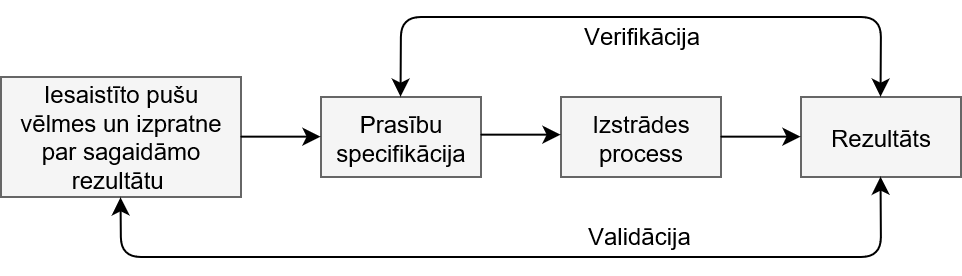 Verifikācija
Iesaistīto pušu
vēlmes un izpratne
par sagaidāmo
rezultātu
Prasību
specifikācija
Izstrādes
process
Rezultāts
Validācija